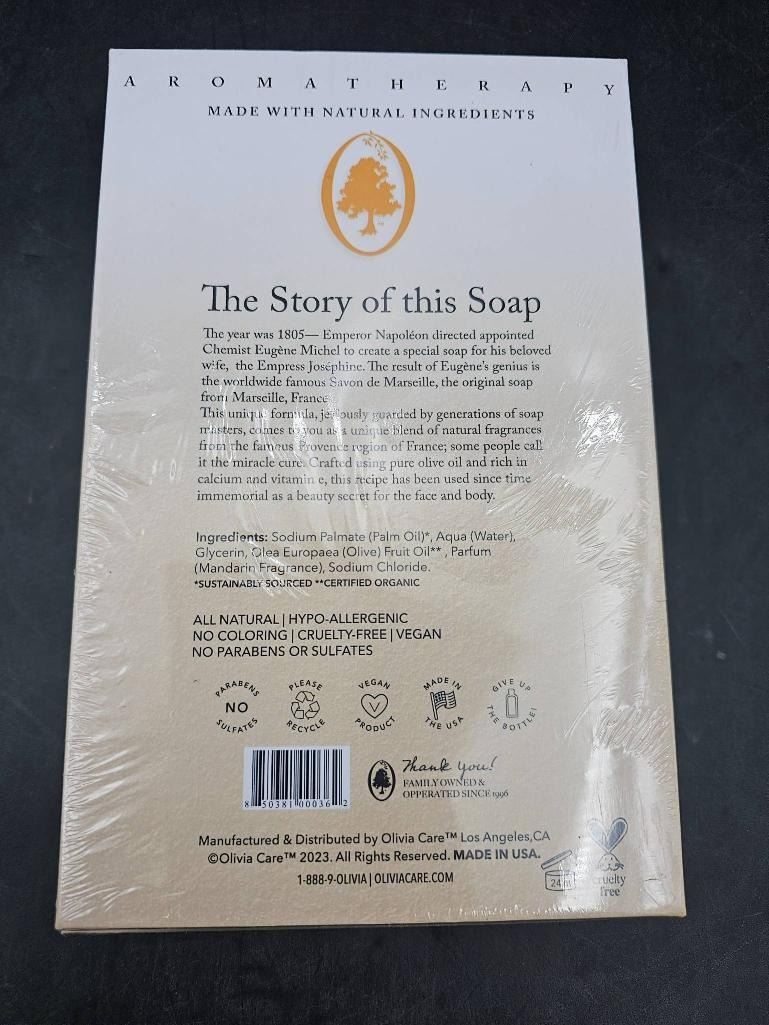 AROMATHERAPY
MADE WITH NATURAL INGREDIENTS
The Story of this Soap
The year was 1805— Emperor Napoléon directed appointed
Chemist Eugène Michel to create a special soap for his beloved
wife, the Empress Joséphine. The result of Eugène's genius is
the worldwide famous Savon de Marseille, the original soap
from Marseille, France
This unique formula, jealously guarded by generations of soap
masters, comes to you as a unique blend of natural fragrances
from the famous Provence region of France; some people call
it the miracle cure. Crafted using pure olive oil and rich in
calcium and vitamin e, this recipe has been used since time
immemorial as a beauty secret for the face and body.
Ingredients: Sodium Palmate (Palm Oil)*, Aqua (Water),
Glycerin, Olea Europaea (Olive) Fruit Oil** , Parfum
(Mandarin Fragrance), Sodium Chloride.
*SUSTAINABLY SOURCED **CERTIFIED ORGANIC
ALL NATURAL | HYPO-ALLERGENIC
NO COLORING | CRUELTY-FREE | VEGAN
NO PARABENS OR SULFATES
PARABENS NO SULFATES
PLEASE RECYCLE
VEGAN V PRODUCT
MADE IN THE USA
GIVE UP THE BOTTLE!
8 50381 00036 2
Thank you!
FAMILY OWNED &
OPPERATED SINCE 1996
Manufactured & Distributed by Olivia Care™ Los Angeles,CA
©Olivia Care™ 2023. All Rights Reserved. MADE IN USA.
1-888-9-OLIVIA | OLIVIACARE.COM
24m
cruelty
free